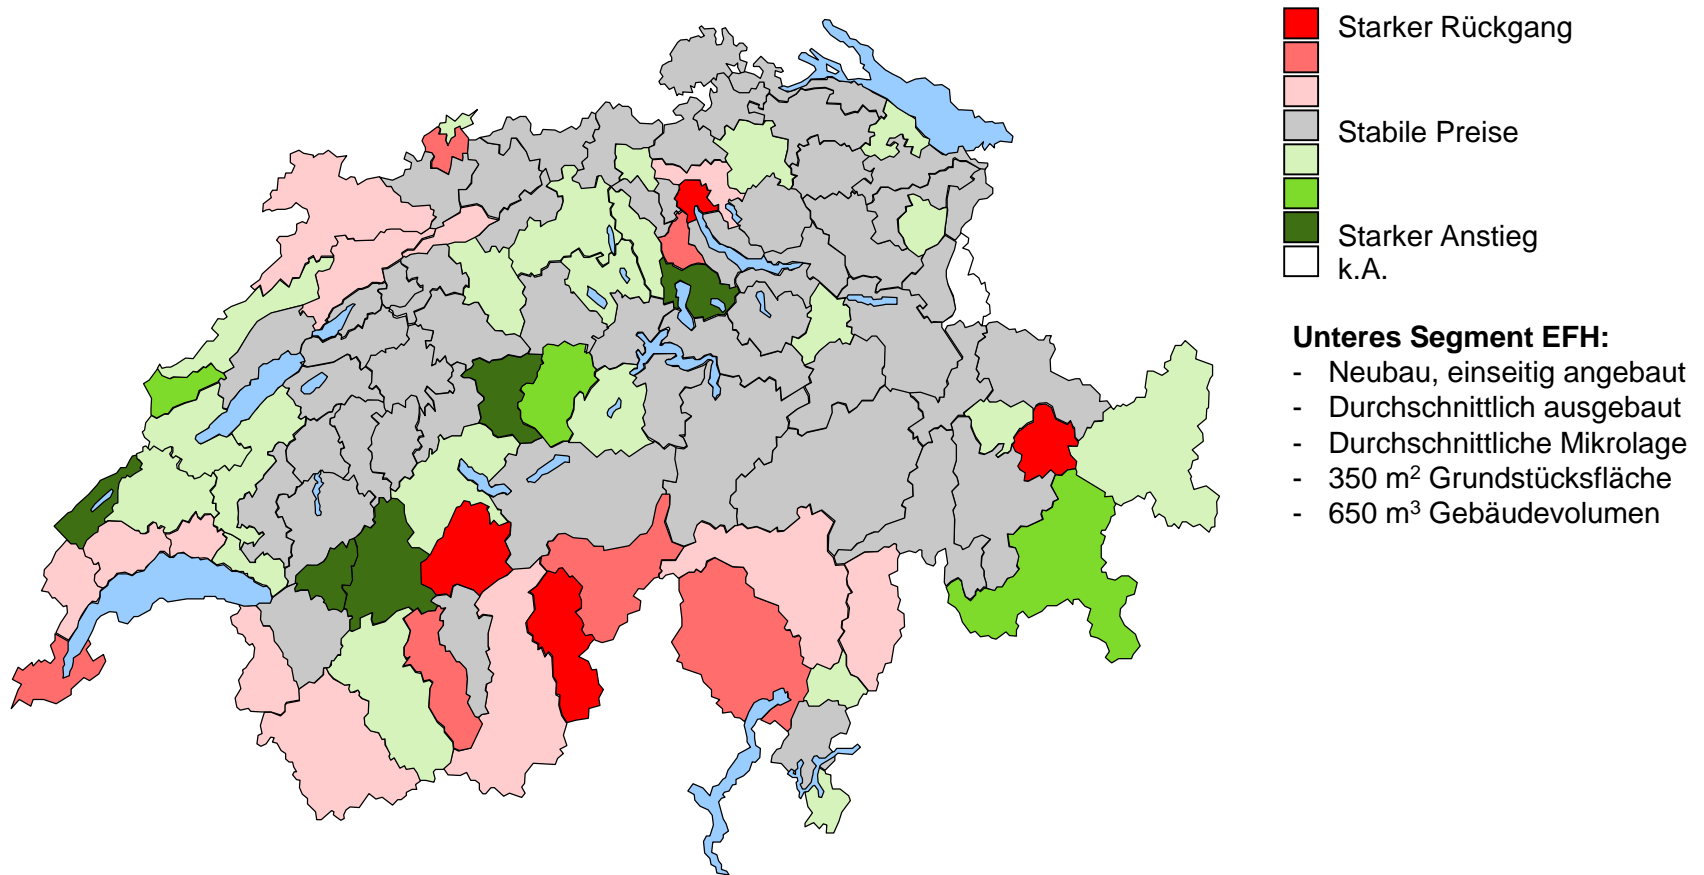 Starker Rückgang
Stabile Preise
Starker Anstieg
k.A.
Unteres Segment EFH:
- Neubau, einseitig angebaut
- Durchschnittlich ausgebaut
- Durchschnittliche Mikrolage
- 350 m² Grundstücksfläche
- 650 m³ Gebäudevolumen